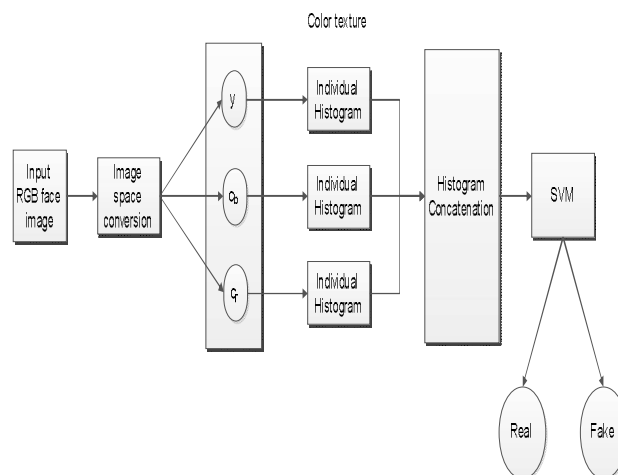 Color texture
Input
RGB face
image
Image
space
conversion
y
Cb
Cr
Individual
Histogram
Individual
Histogram
Individual
Histogram
Histogram
Concatenation
SVM
Real
Fake